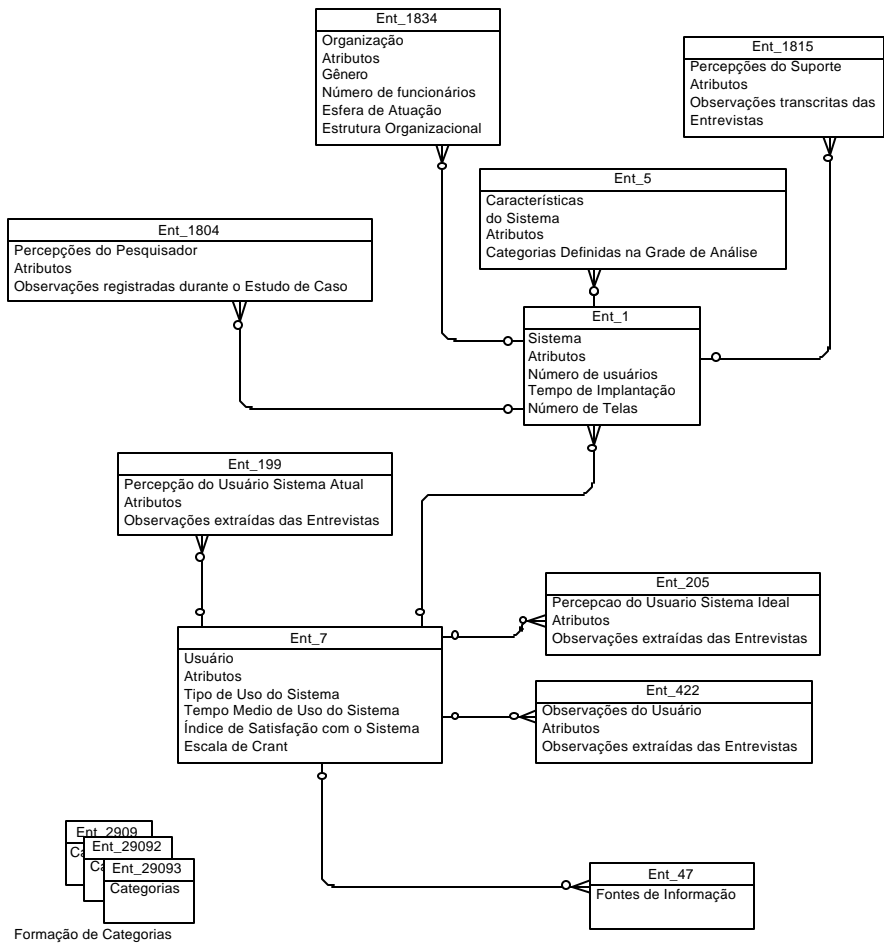 Ent_1834
Organização
Atributos
Gênero
Número de funcionários
Esfera de Atuação
Estrutura Organizacional
Ent_1815
Percepções do Suporte
Atributos
Observações transcritas das
Entrevistas
Ent_5
Características
do Sistema
Atributos
Categorias Definidas na Grade de Análise
Ent_1804
Percepções do Pesquisador
Atributos
Observações registradas durante o Estudo de Caso
Ent_1
Sistema
Atributos
Número de usuários
Tempo de Implantação
Número de Telas
Ent_199
Percepção do Usuário Sistema Atual
Atributos
Observações extraídas das Entrevistas
Ent_205
Percepcao do Usuario Sistema Ideal
Atributos
Observações extraídas das Entrevistas
Ent_7
Usuário
Atributos
Tipo de Uso do Sistema
Tempo Medio de Uso do Sistema
Índice de Satisfação com o Sistema
Escala de Crant
Ent_422
Observações do Usuário
Atributos
Observações extraídas das Entrevistas
Ent_2909
Ent_29092
Ent_29093
Categorias
Formação de Categorias
Ent_47
Fontes de Informação